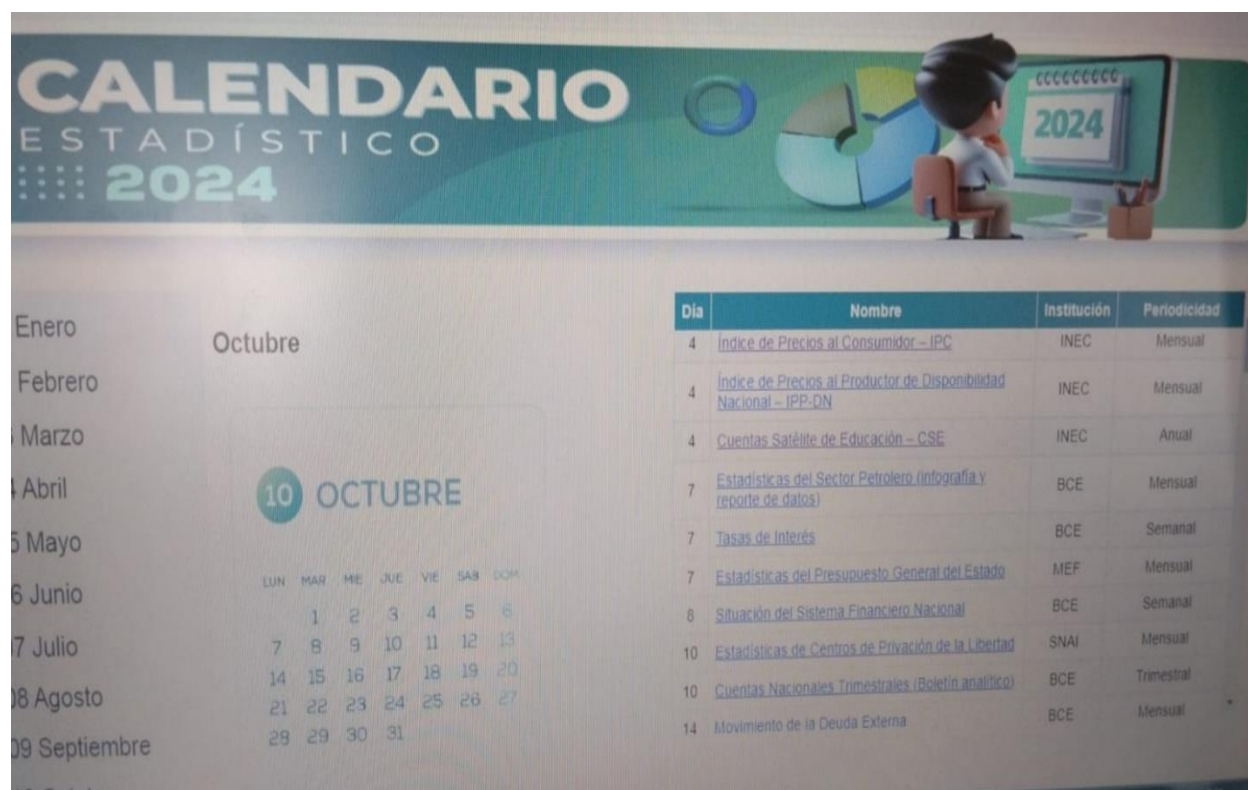 CALENDARIO
ESTADÍSTICO
2024
2024
Enero
Febrero
Marzo
Abril
Mayo
6 Junio
7 Julio
08 Agosto
09 Septiembre
Octubre
10 OCTUBRE
LUN MAR MIE JUE VIE SAB DOM
1 2 3 4 5 6
7 8 9 10 11 12 13
14 15 16 17 18 19 20
21 22 23 24 25 26 27
28 29 30 31
Día Nombre Institución Periodicidad
4 Índice de Precios al Consumidor – IPC INEC Mensual
4 Índice de Precios al Productor de Disponibilidad
Nacional – IPP-DN INEC Mensual
4 Cuentas Satélite de Educación – CSE INEC Anual
7 Estadísticas del Sector Petrolero (infografía y
reporte de datos) BCE Mensual
7 Tasas de Interés BCE Semanal
7 Estadísticas del Presupuesto General del Estado MEF Mensual
8 Situación del Sistema Financiero Nacional BCE Semanal
10 Estadísticas de Centros de Privación de la Libertad SNAI Mensual
10 Cuentas Nacionales Trimestrales (Boletín analítico) BCE Trimestral
14 Movimiento de la Deuda Externa BCE Mensual